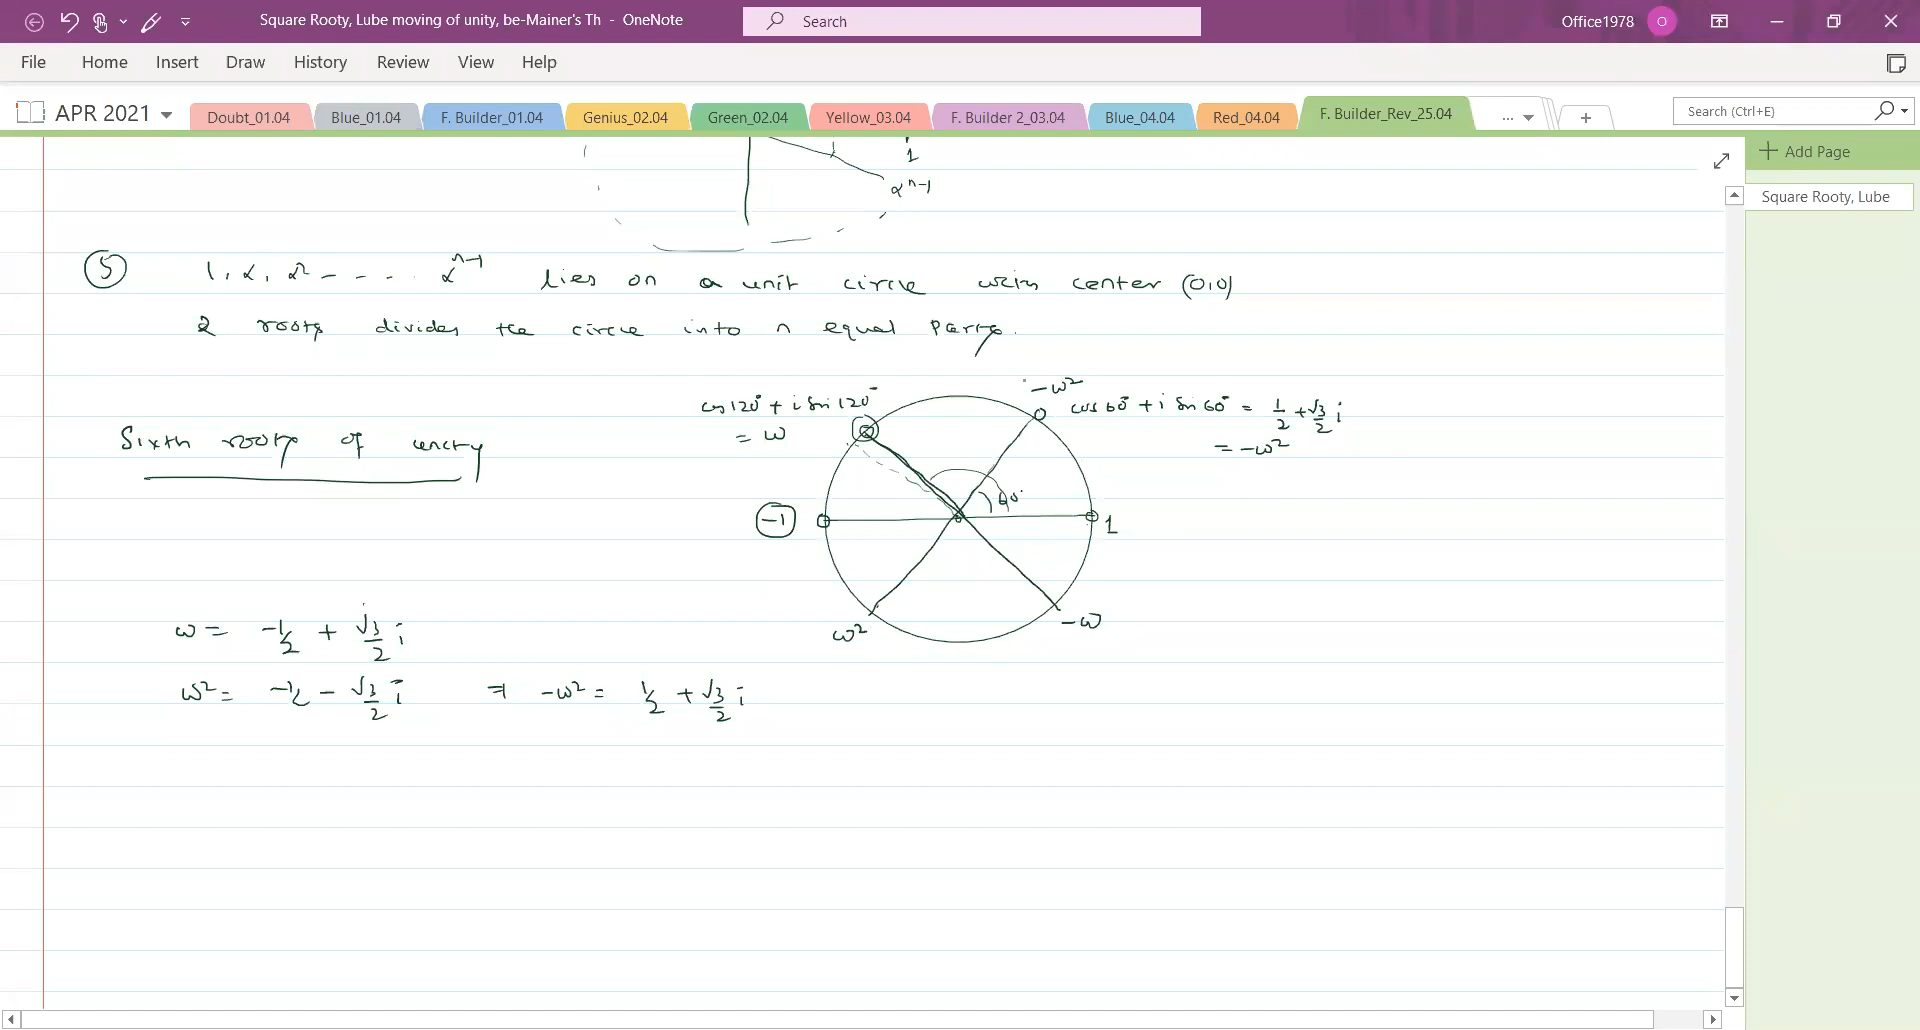 Square Rooty, Lube moving of unity, be-Mainer's Th - OneNote
Search
Office1978
O
File Home Insert Draw History Review View Help
APR 2021
Doubt_01.04 Blue_01.04 F. Builder_01.04 Genius_02.04 Green_02.04 Yellow_03.04 F. Builder 2_03.04 Blue_04.04 Red_04.04 F. Builder_Rev_25.04 ... +
Search (Ctrl+E)
+ Add Page
Square Rooty, Lube
1
α^n-1
5 1, α, α² - - . . . α^n-1 lies on a unit circle with center (0,0)
& roots divides the circle into n equal parts.
Sixth roots of unity
cos120° + i sin120°
= ω
-ω²
cos60° + i sin60° = 1/2 + √3/2 i
= -ω²
60°
-1
1
ω²
-ω
ω = -1/2 + √3/2 i
ω² = -1/2 - √3/2 i ⇒ -ω² = 1/2 + √3/2 i